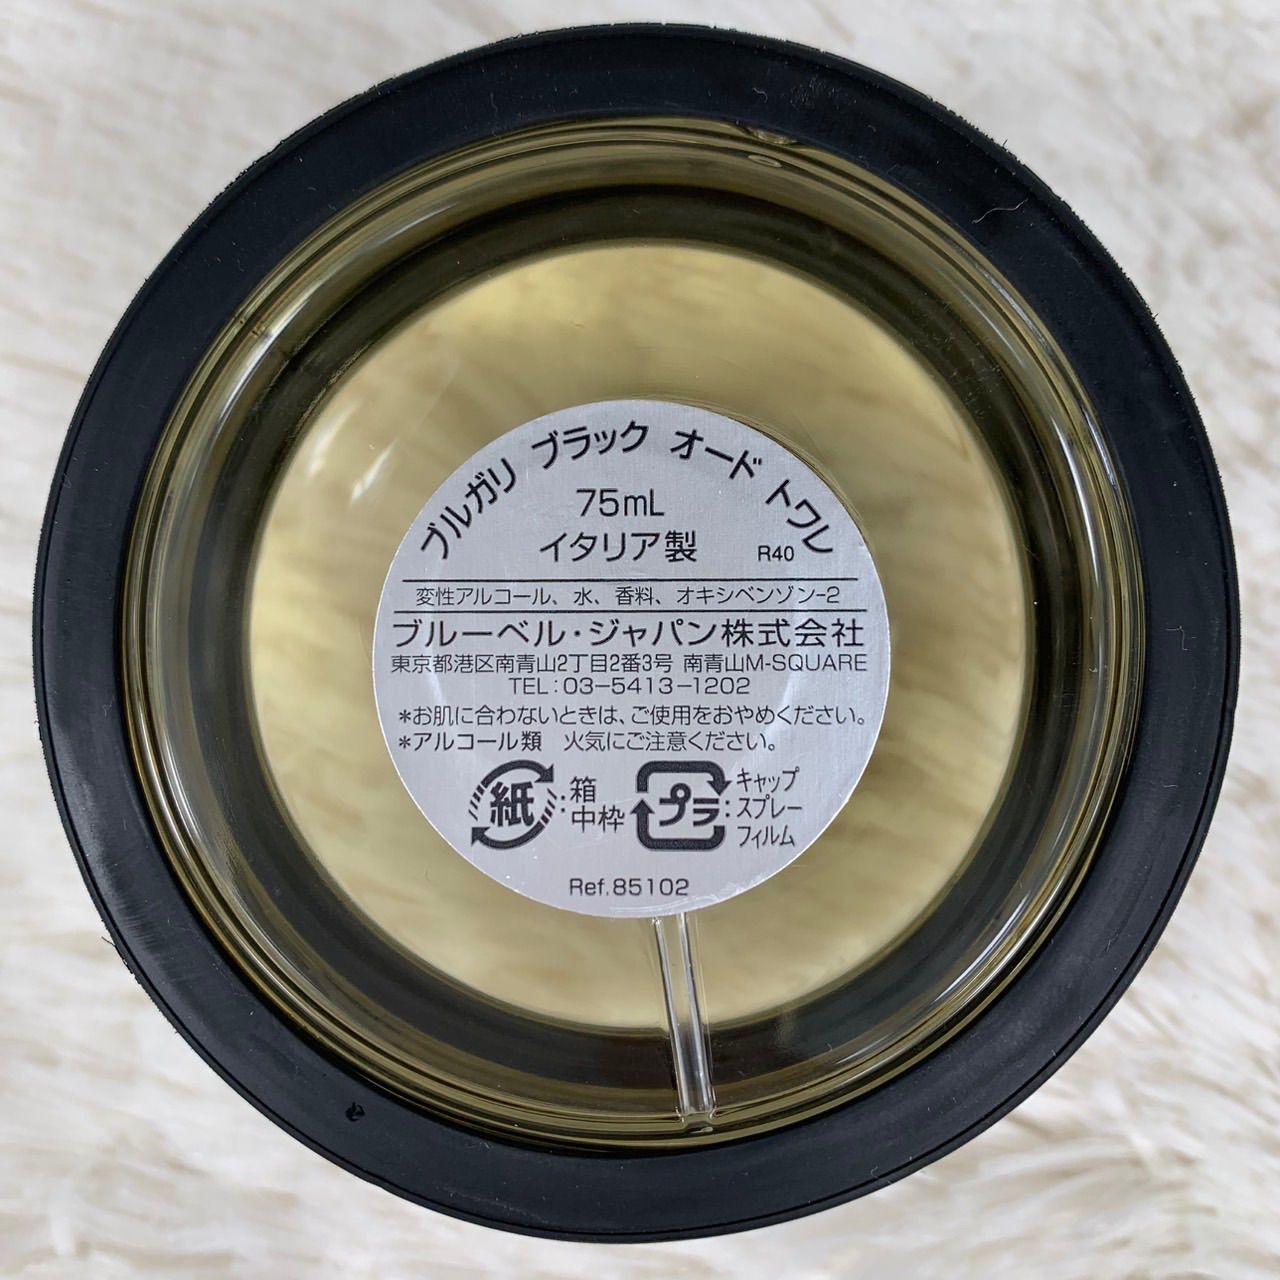 ブルガリ ブラック オード トワレ
75mL
イタリア製 R40
変性アルコール、水、香料、オキシベンゾン-2
ブルーベル・ジャパン株式会社
東京都港区南青山2丁目2番3号 南青山M-SQUARE
TEL:03-5413-1202
*お肌に合わないときは、ご使用をおやめください。
*アルコール類 火気にご注意ください。
紙:箱
中枠
プラ:キャップ
スプレー
フィルム
Ref.85102